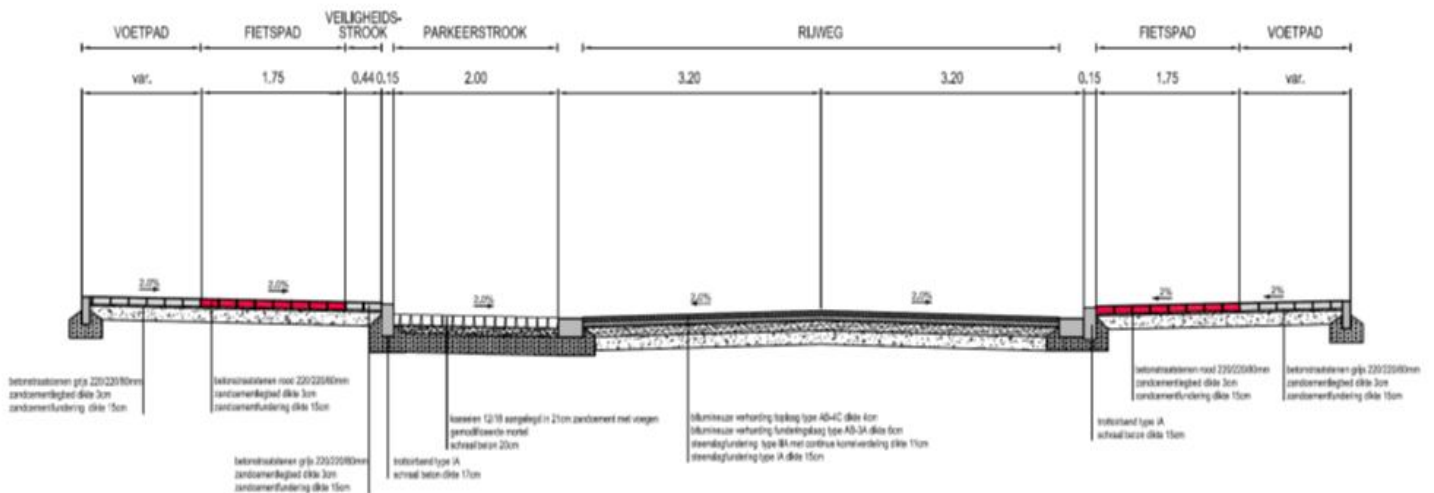 VOETPAD FIETSPAD VEILIGHEIDS-
STROOK PARKEERSTROOK RIJWEG FIETSPAD VOETPAD
var. 1.75 0.44 0.15 2.00 3.20 3.20 0.15 1.75 var.
2,0% 2,0% 2,0% 2,0% 2,0% 2% 2%
betonstraatstenen grijs 220/220/80mm
zandcementlegbed dikte 3cm
zandcementfundering dikte 15cm
betonstraatstenen rood 220/220/80mm
zandcementlegbed dikte 3cm
zandcementfundering dikte 15cm
betonstraatstenen grijs 220/220/80mm
zandcementlegbed dikte 3cm
zandcementfundering dikte 15cm
trottoirband type IA
schraal beton dikte 17cm
kasseien 12/18 aangelegd in 21cm zandcement met voegen
gemodificeerde mortel
schraal beton 20cm
bitumineuze verharding toplaag type AB-4C dikte 4cm
bitumineuze verharding funderingslaag type AB-3A dikte 6cm
steenslagfundering type IIIA met continue korrelverdeling dikte 11cm
steenslagfundering type IA dikte 15cm
trottoirband type IA
schraal beton dikte 15cm
betonstraatstenen rood 220/220/80mm
zandcementlegbed dikte 3cm
zandcementfundering dikte 15cm
betonstraatstenen grijs 220/220/80mm
zandcementlegbed dikte 3cm
zandcementfundering dikte 15cm